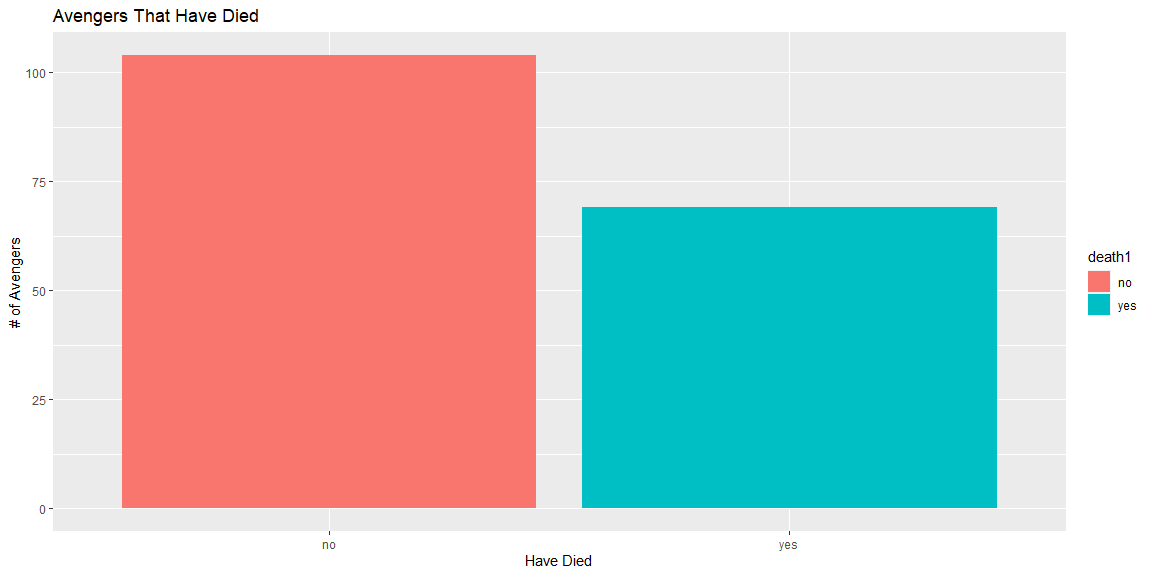 Avengers That Have Died
# of Avengers
100
75
50
25
0
no
yes
Have Died
death1
no
yes